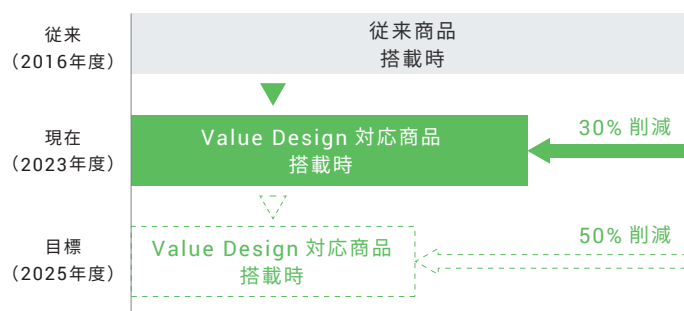 従来
（2016年度）
従来商品
搭載時
現在
（2023年度）
Value Design 対応商品
搭載時
30% 削減
目標
（2025年度）
Value Design 対応商品
搭載時
50% 削減